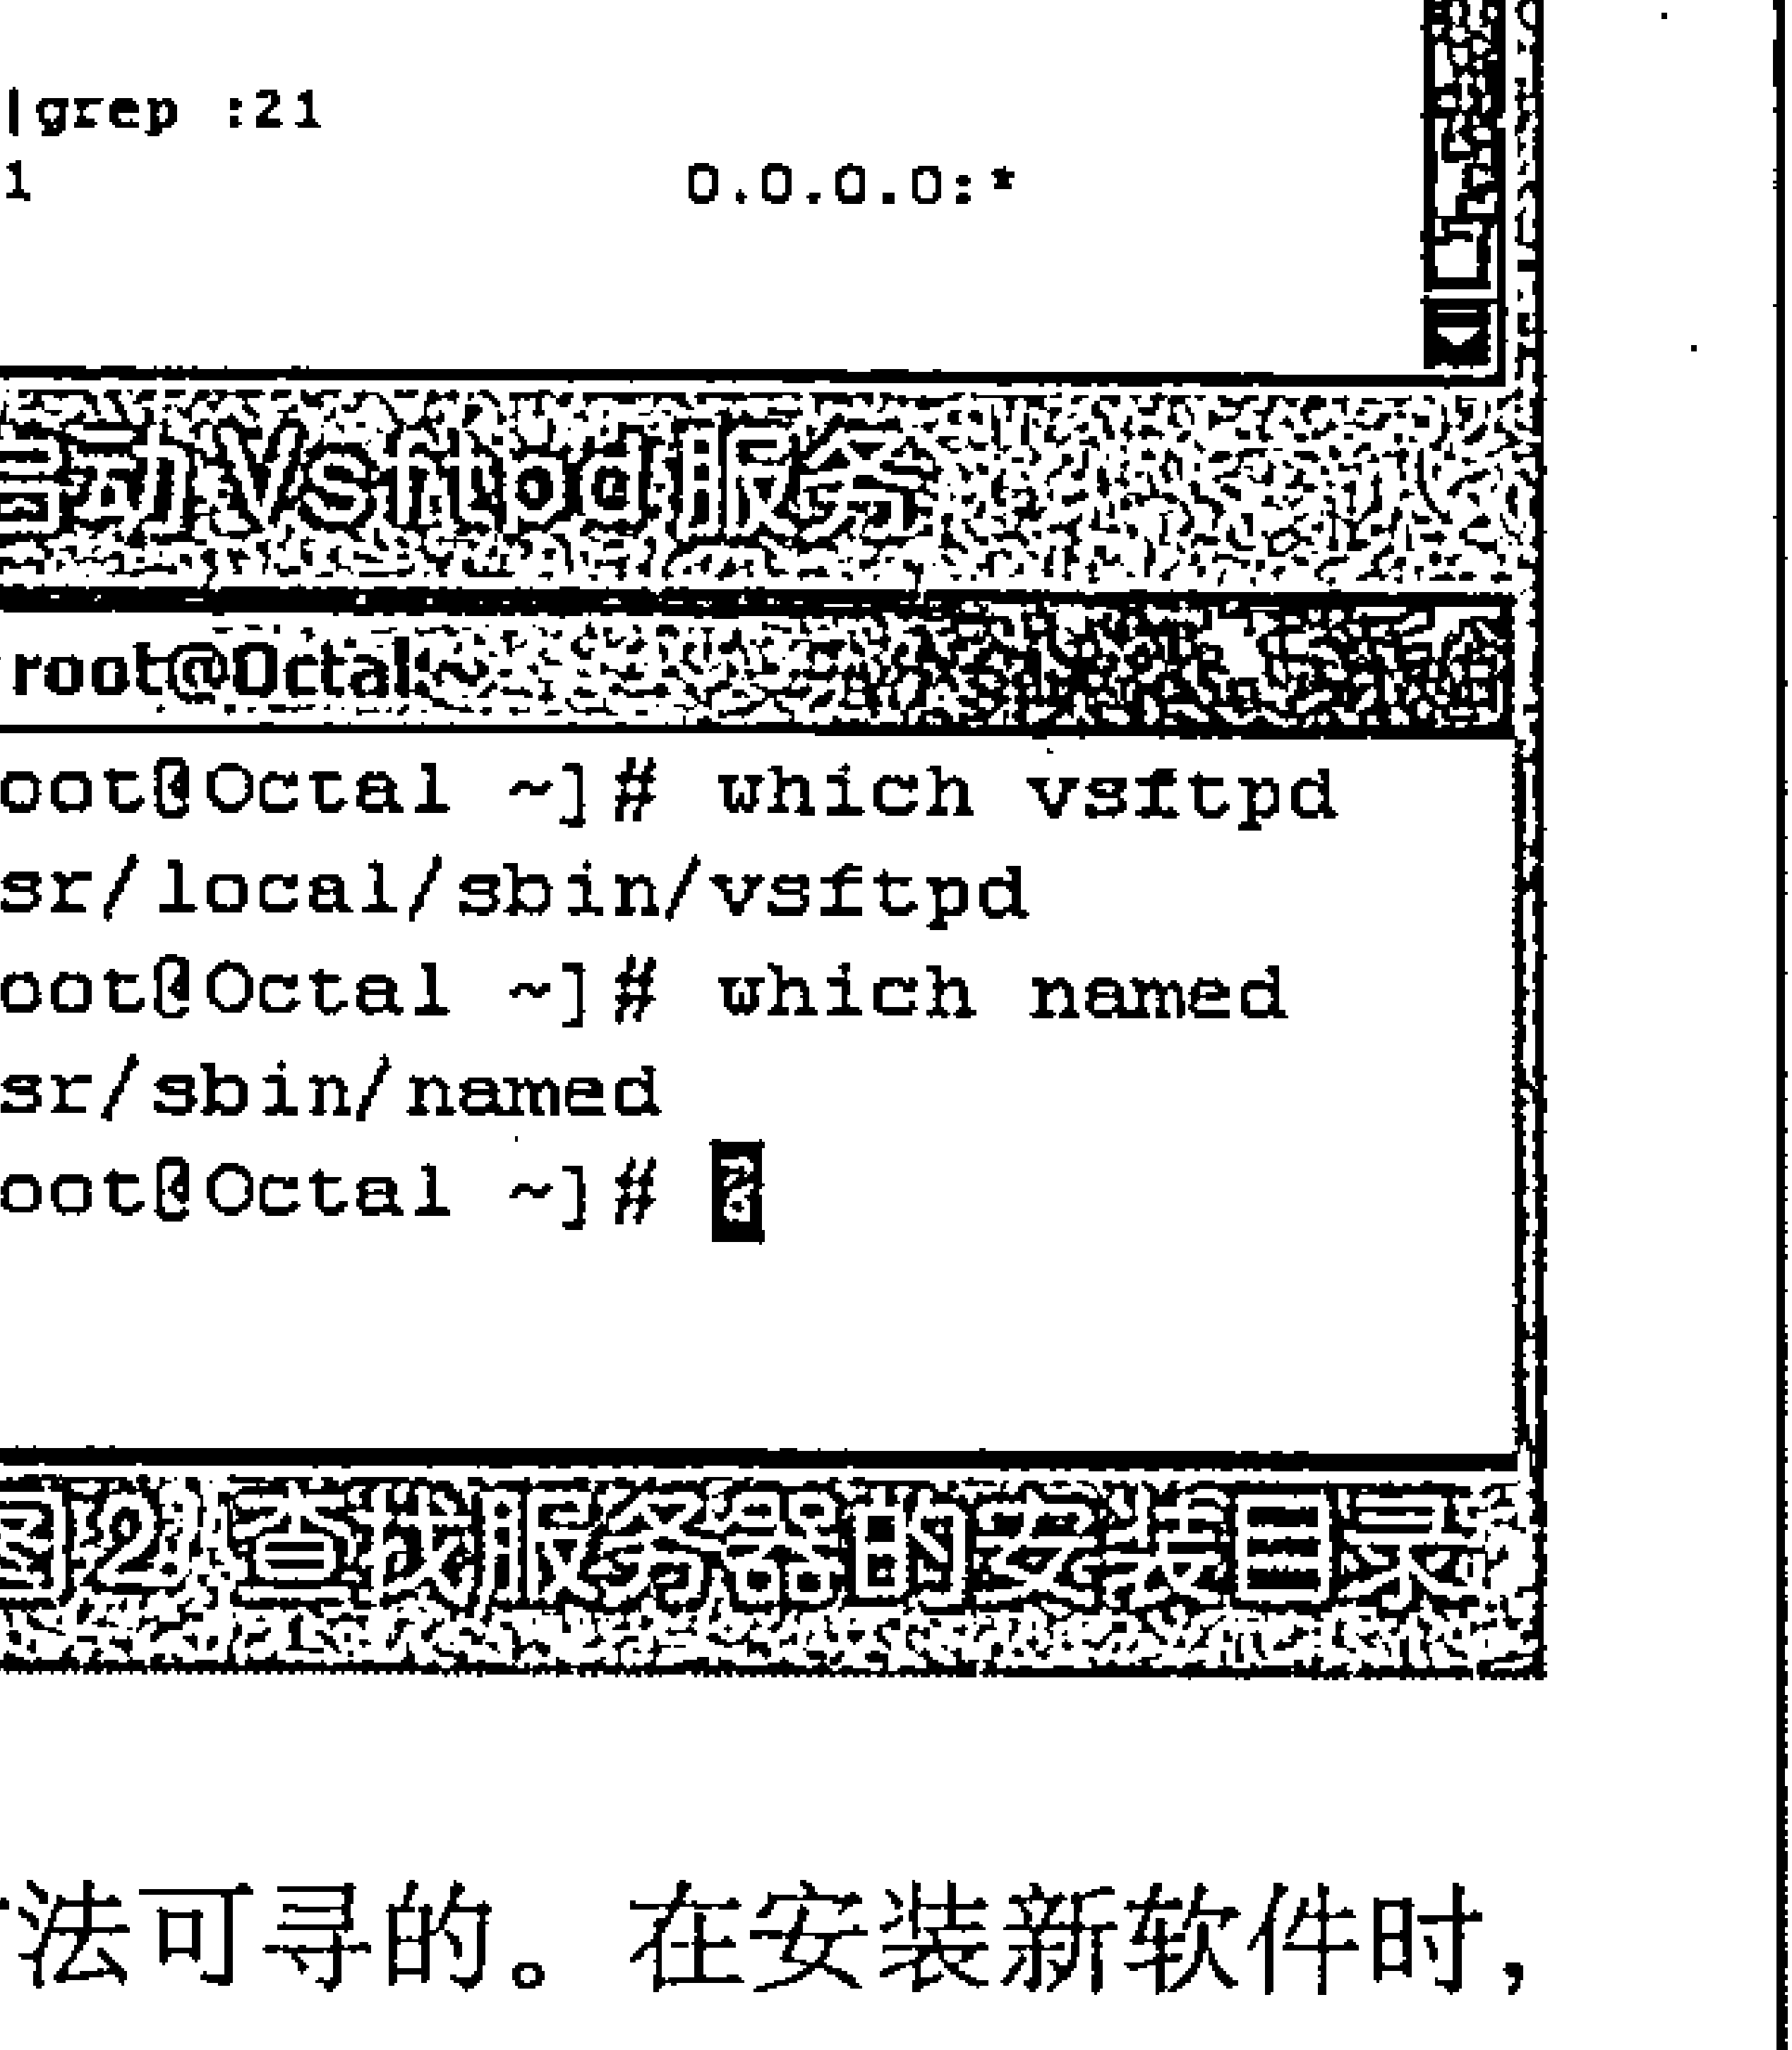 |grep :21
1 0.0.0.0:*
启动Vsftpd服务
root@Octal:~
oot@Octal ~]# which vsftpd
sr/local/sbin/vsftpd
oot@Octal ~]# which named
sr/sbin/named
oot@Octal ~]#
图2 查找服务器的安装目录
法可寻的。在安装新软件时，